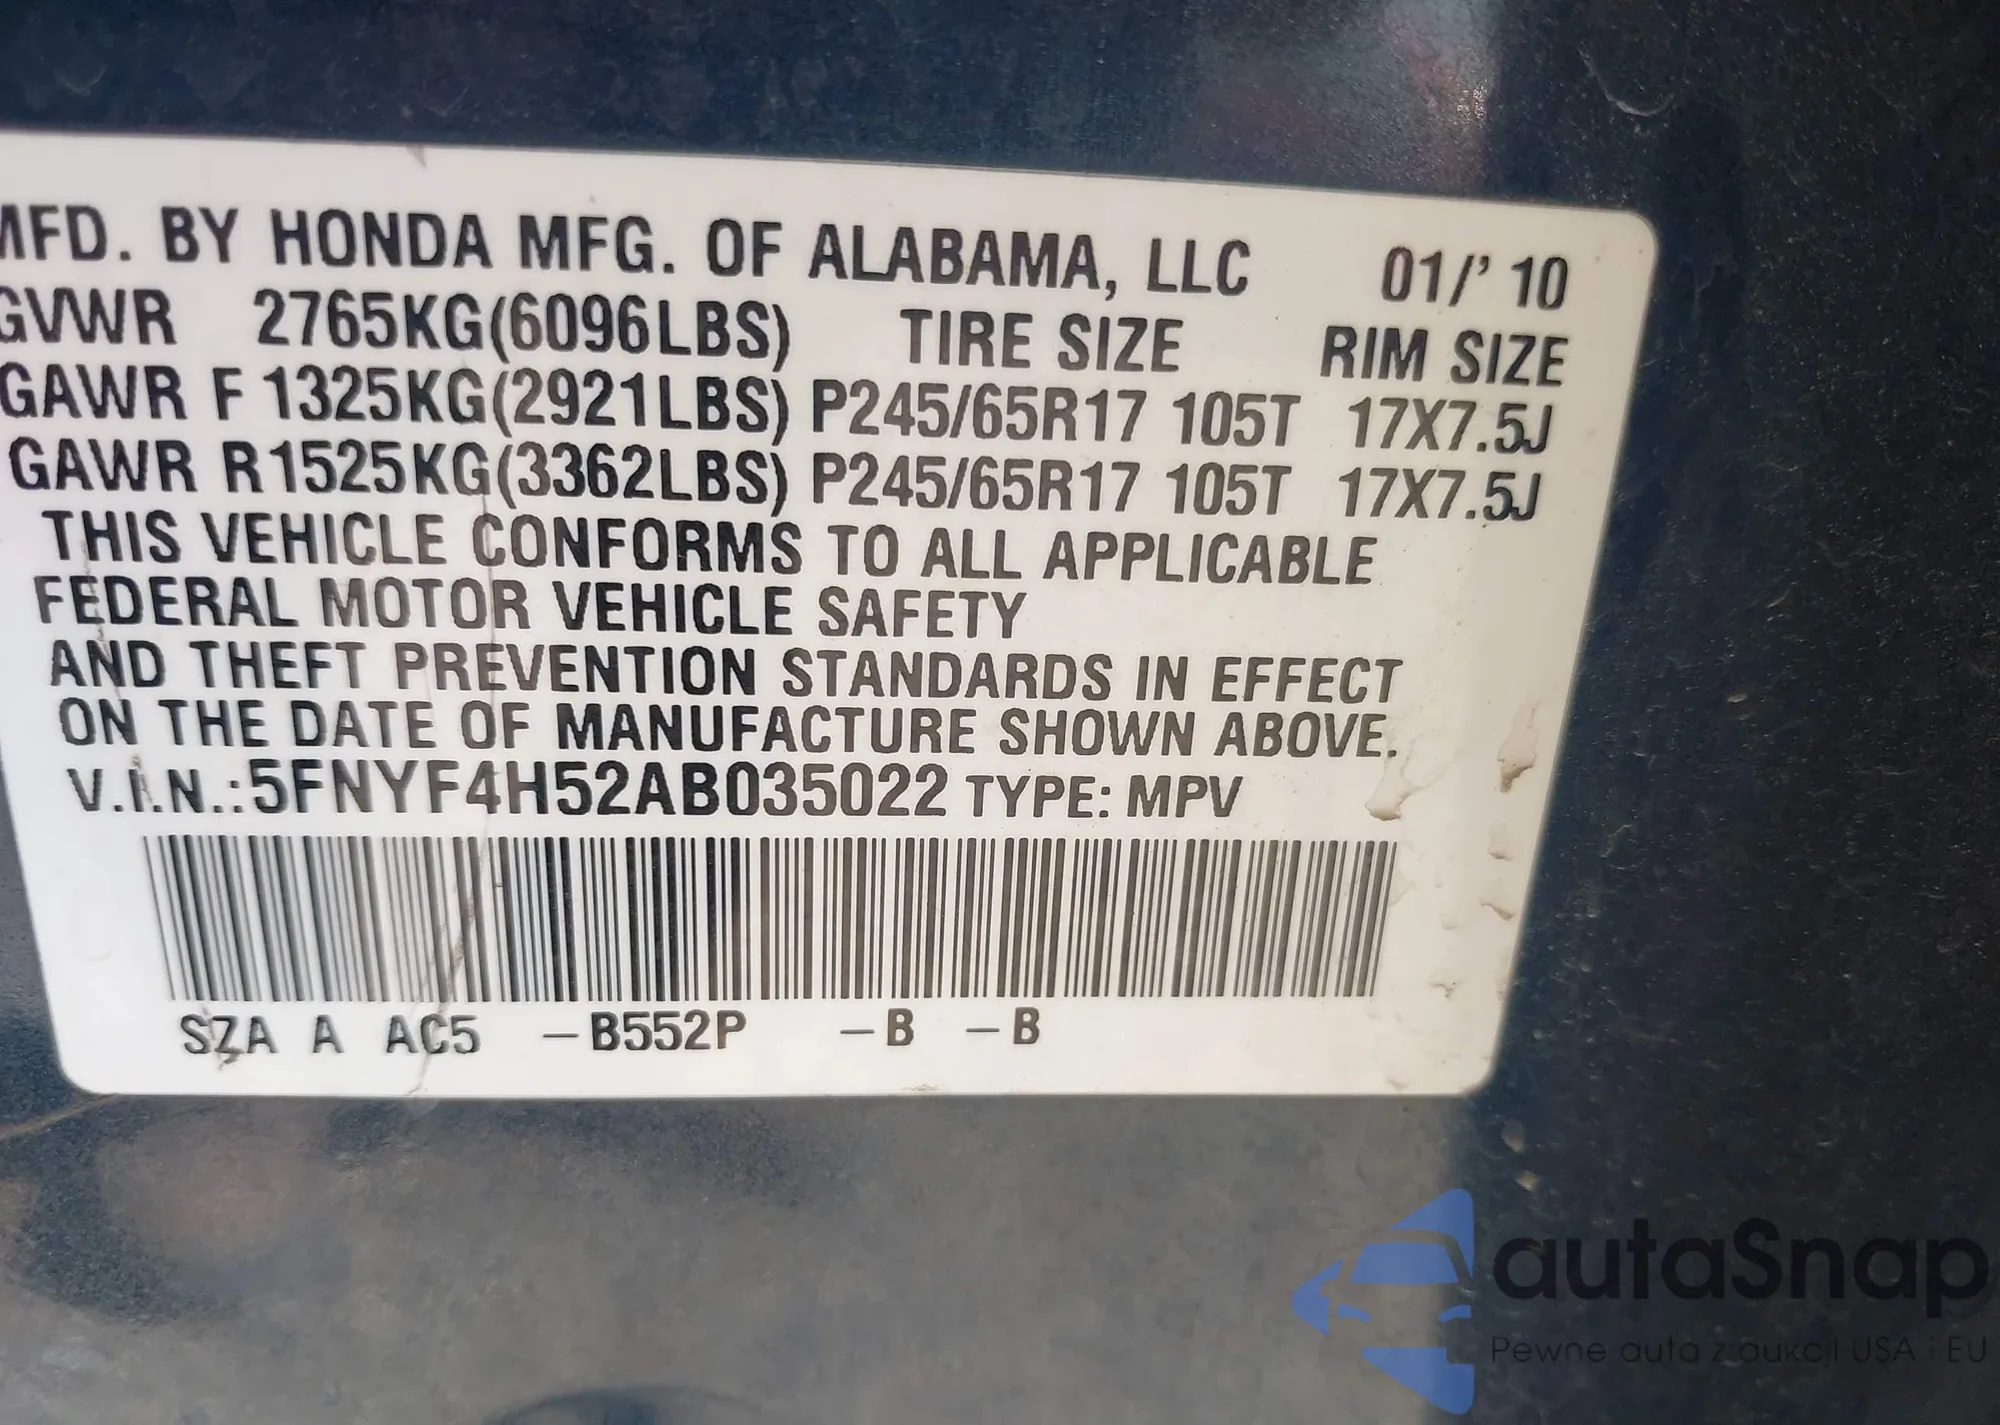 MFD. BY HONDA MFG. OF ALABAMA, LLC 01/'10
GVWR 2765KG(6096LBS) TIRE SIZE RIM SIZE
GAWR F 1325KG(2921LBS) P245/65R17 105T 17X7.5J
GAWR R 1525KG(3362LBS) P245/65R17 105T 17X7.5J
THIS VEHICLE CONFORMS TO ALL APPLICABLE
FEDERAL MOTOR VEHICLE SAFETY
AND THEFT PREVENTION STANDARDS IN EFFECT
ON THE DATE OF MANUFACTURE SHOWN ABOVE.
V.I.N.:5FNYF4H52AB035022 TYPE: MPV
SZA A AC5 –B552P –B –B
autaSnap
Pewne auta z aukcji USA i EU